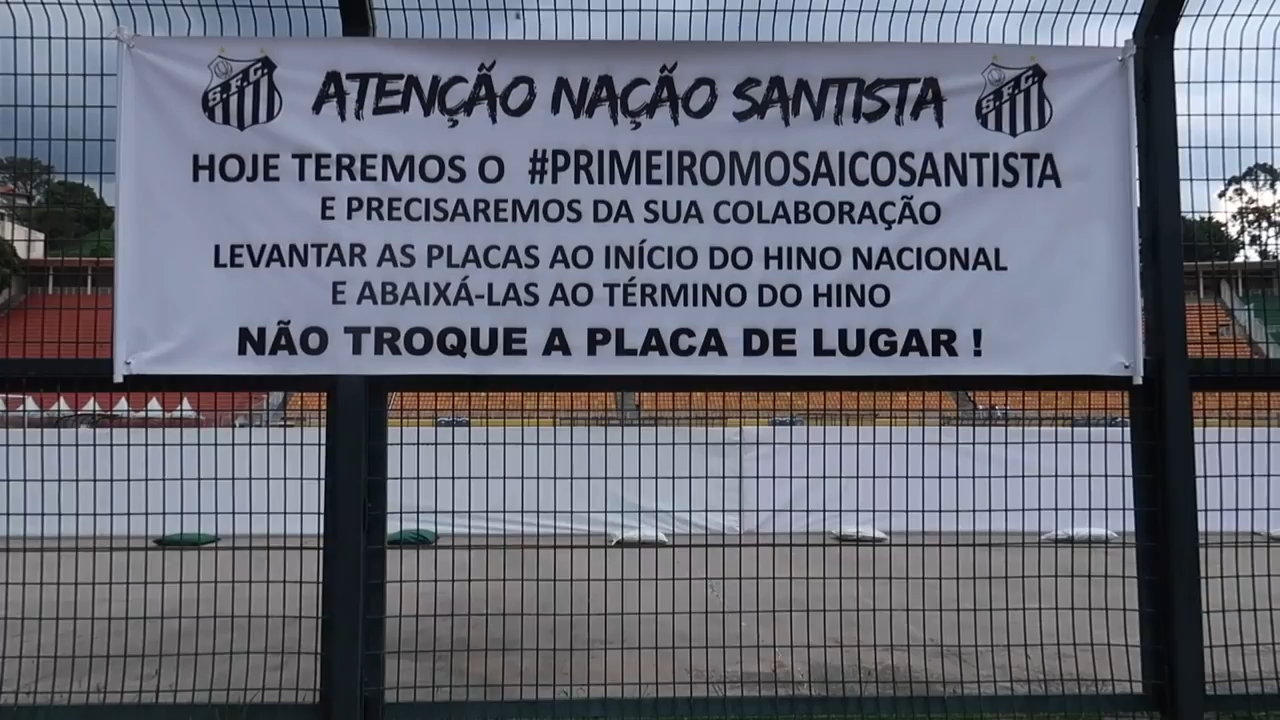 S.F.C.
ATENÇÃO NAÇÃO SANTISTA
S.F.C.
HOJE TEREMOS O #PRIMEIROMOSAICOSANTISTA
E PRECISAREMOS DA SUA COLABORAÇÃO
LEVANTAR AS PLACAS AO INÍCIO DO HINO NACIONAL
E ABAIXÁ-LAS AO TÉRMINO DO HINO
NÃO TROQUE A PLACA DE LUGAR !